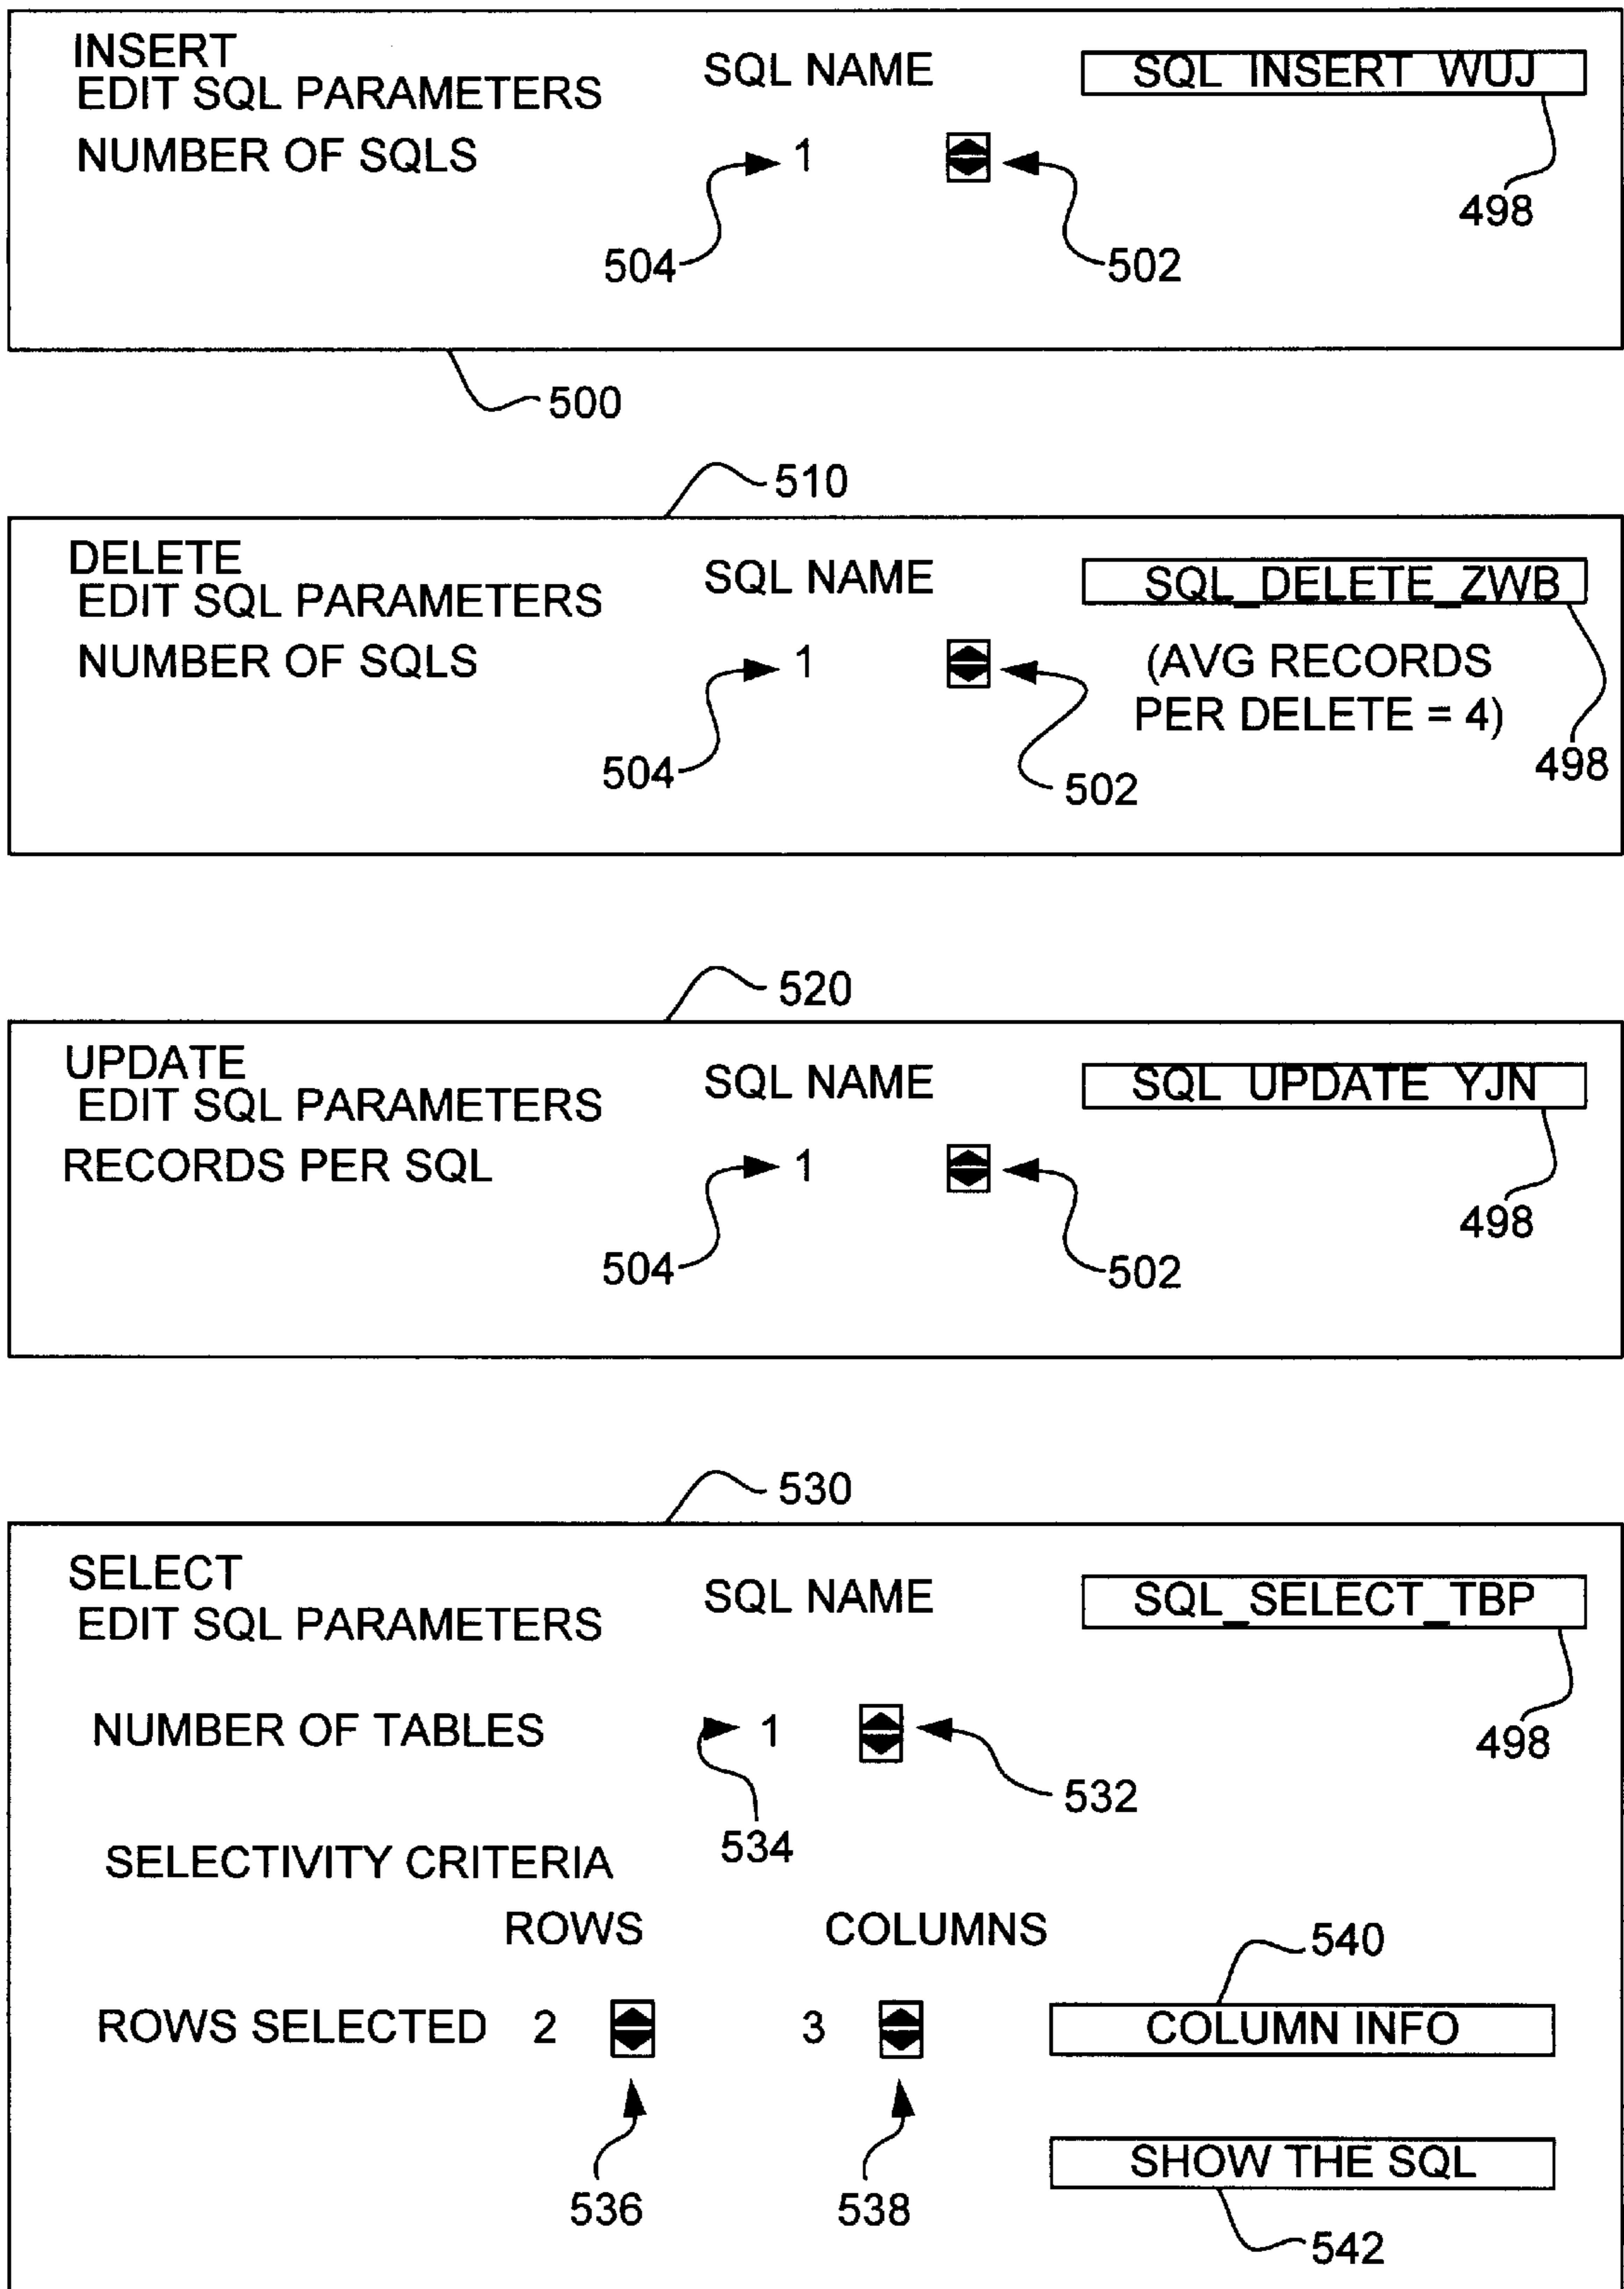 INSERT
EDIT SQL PARAMETERS
SQL NAME
SQL_INSERT_WUJ
NUMBER OF SQLS
1
498
504
502
500
510
DELETE
EDIT SQL PARAMETERS
SQL NAME
SQL_DELETE_ZWB
NUMBER OF SQLS
1
(AVG RECORDS
PER DELETE = 4)
504
502
498
520
UPDATE
EDIT SQL PARAMETERS
SQL NAME
SQL_UPDATE_YJN
RECORDS PER SQL
1
498
504
502
530
SELECT
EDIT SQL PARAMETERS
SQL NAME
SQL_SELECT_TBP
NUMBER OF TABLES
1
498
532
534
SELECTIVITY CRITERIA
ROWS
COLUMNS
540
ROWS SELECTED 2
3
COLUMN INFO
SHOW THE SQL
536
538
542